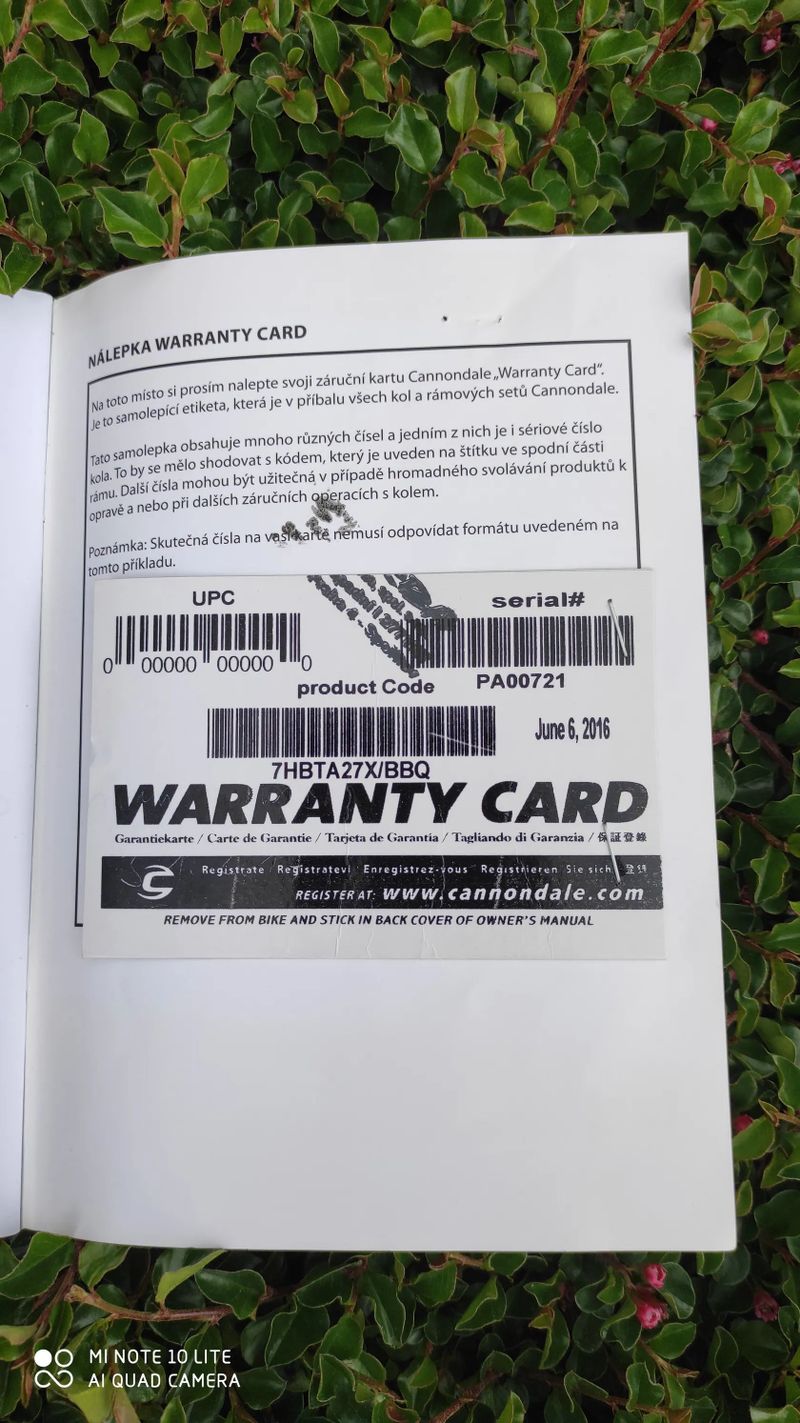 NÁLEPKA WARRANTY CARD
Na toto místo si prosím nalepte svoji záruční kartu Cannondale „Warranty Card“.
Je to samolepící etiketa, která je v příbalu všech kol a rámových setů Cannondale.
Tato samolepka obsahuje mnoho různých čísel a jedním z nich je i sériové číslo
kola. To by se mělo shodovat s kódem, který je uveden na štítku ve spodní části
rámu. Další čísla mohou být užitečná v případě hromadného svolávání produktů k
opravě a nebo při dalších záručních operacích s kolem.
Poznámka: Skutečná čísla na vaší kartě nemusí odpovídat formátu uvedeném na
tomto příkladu.
UPC
serial#
0 00000 00000 0
PA00721
product Code
June 6, 2016
7HBTA27X/BBQ
WARRANTY CARD
Garantiekarte / Carte de Garantie / Tarjeta de Garantía / Tagliando di Garanzia / 保証登錄
Regístrate Registratevi Enregistrez-vous Registrieren Sie sich 登錄
REGISTER AT: www.cannondale.com
REMOVE FROM BIKE AND STICK IN BACK COVER OF OWNER'S MANUAL
MI NOTE 10 LITE
AI QUAD CAMERA